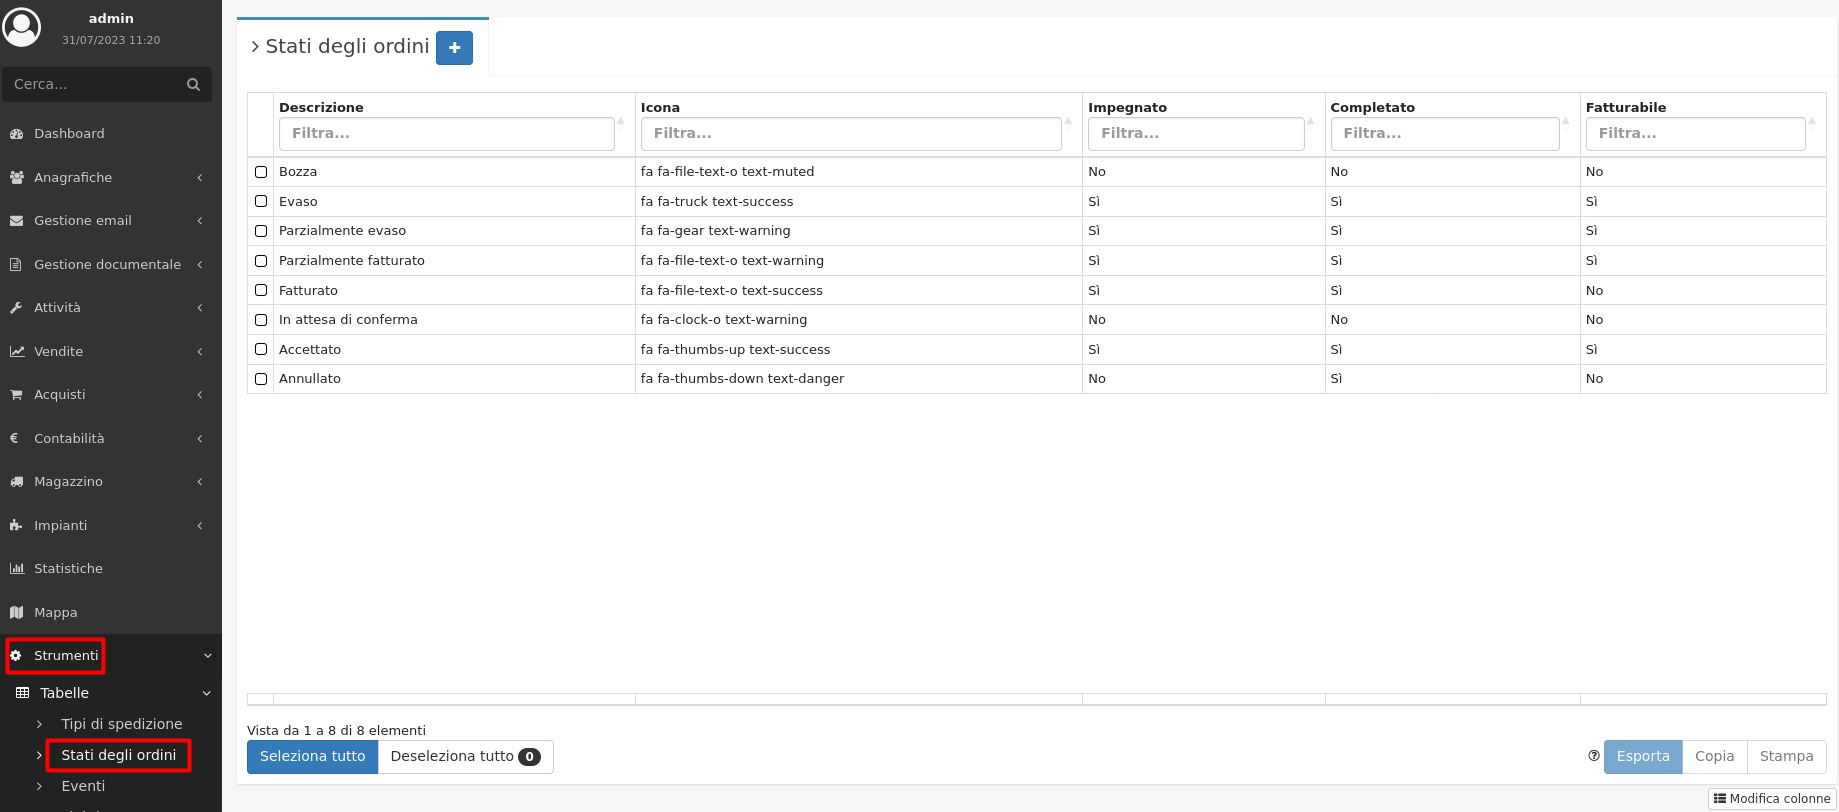 admin
31/07/2023 11:20
Cerca...
Dashboard
Anagrafiche
Gestione email
Gestione documentale
Attività
Vendite
Acquisti
Contabilità
Magazzino
Impianti
Statistiche
Mappa
Strumenti
Tabelle
Tipi di spedizione
Stati degli ordini
Eventi
Stati degli ordini
Descrizione Icona Impegnato Completato Fatturabile
Filtra... Filtra... Filtra... Filtra... Filtra...
Bozza fa fa-file-text-o text-muted No No No
Evaso fa fa-truck text-success Sì Sì Sì
Parzialmente evaso fa fa-gear text-warning Sì Sì Sì
Parzialmente fatturato fa fa-file-text-o text-warning Sì Sì Sì
Fatturato fa fa-file-text-o text-success Sì Sì No
In attesa di conferma fa fa-clock-o text-warning No No No
Accettato fa fa-thumbs-up text-success Sì Sì Sì
Annullato fa fa-thumbs-down text-danger No Sì No
Vista da 1 a 8 di 8 elementi
Seleziona tutto Deseleziona tutto 0 Esporta Copia Stampa
Modifica colonne